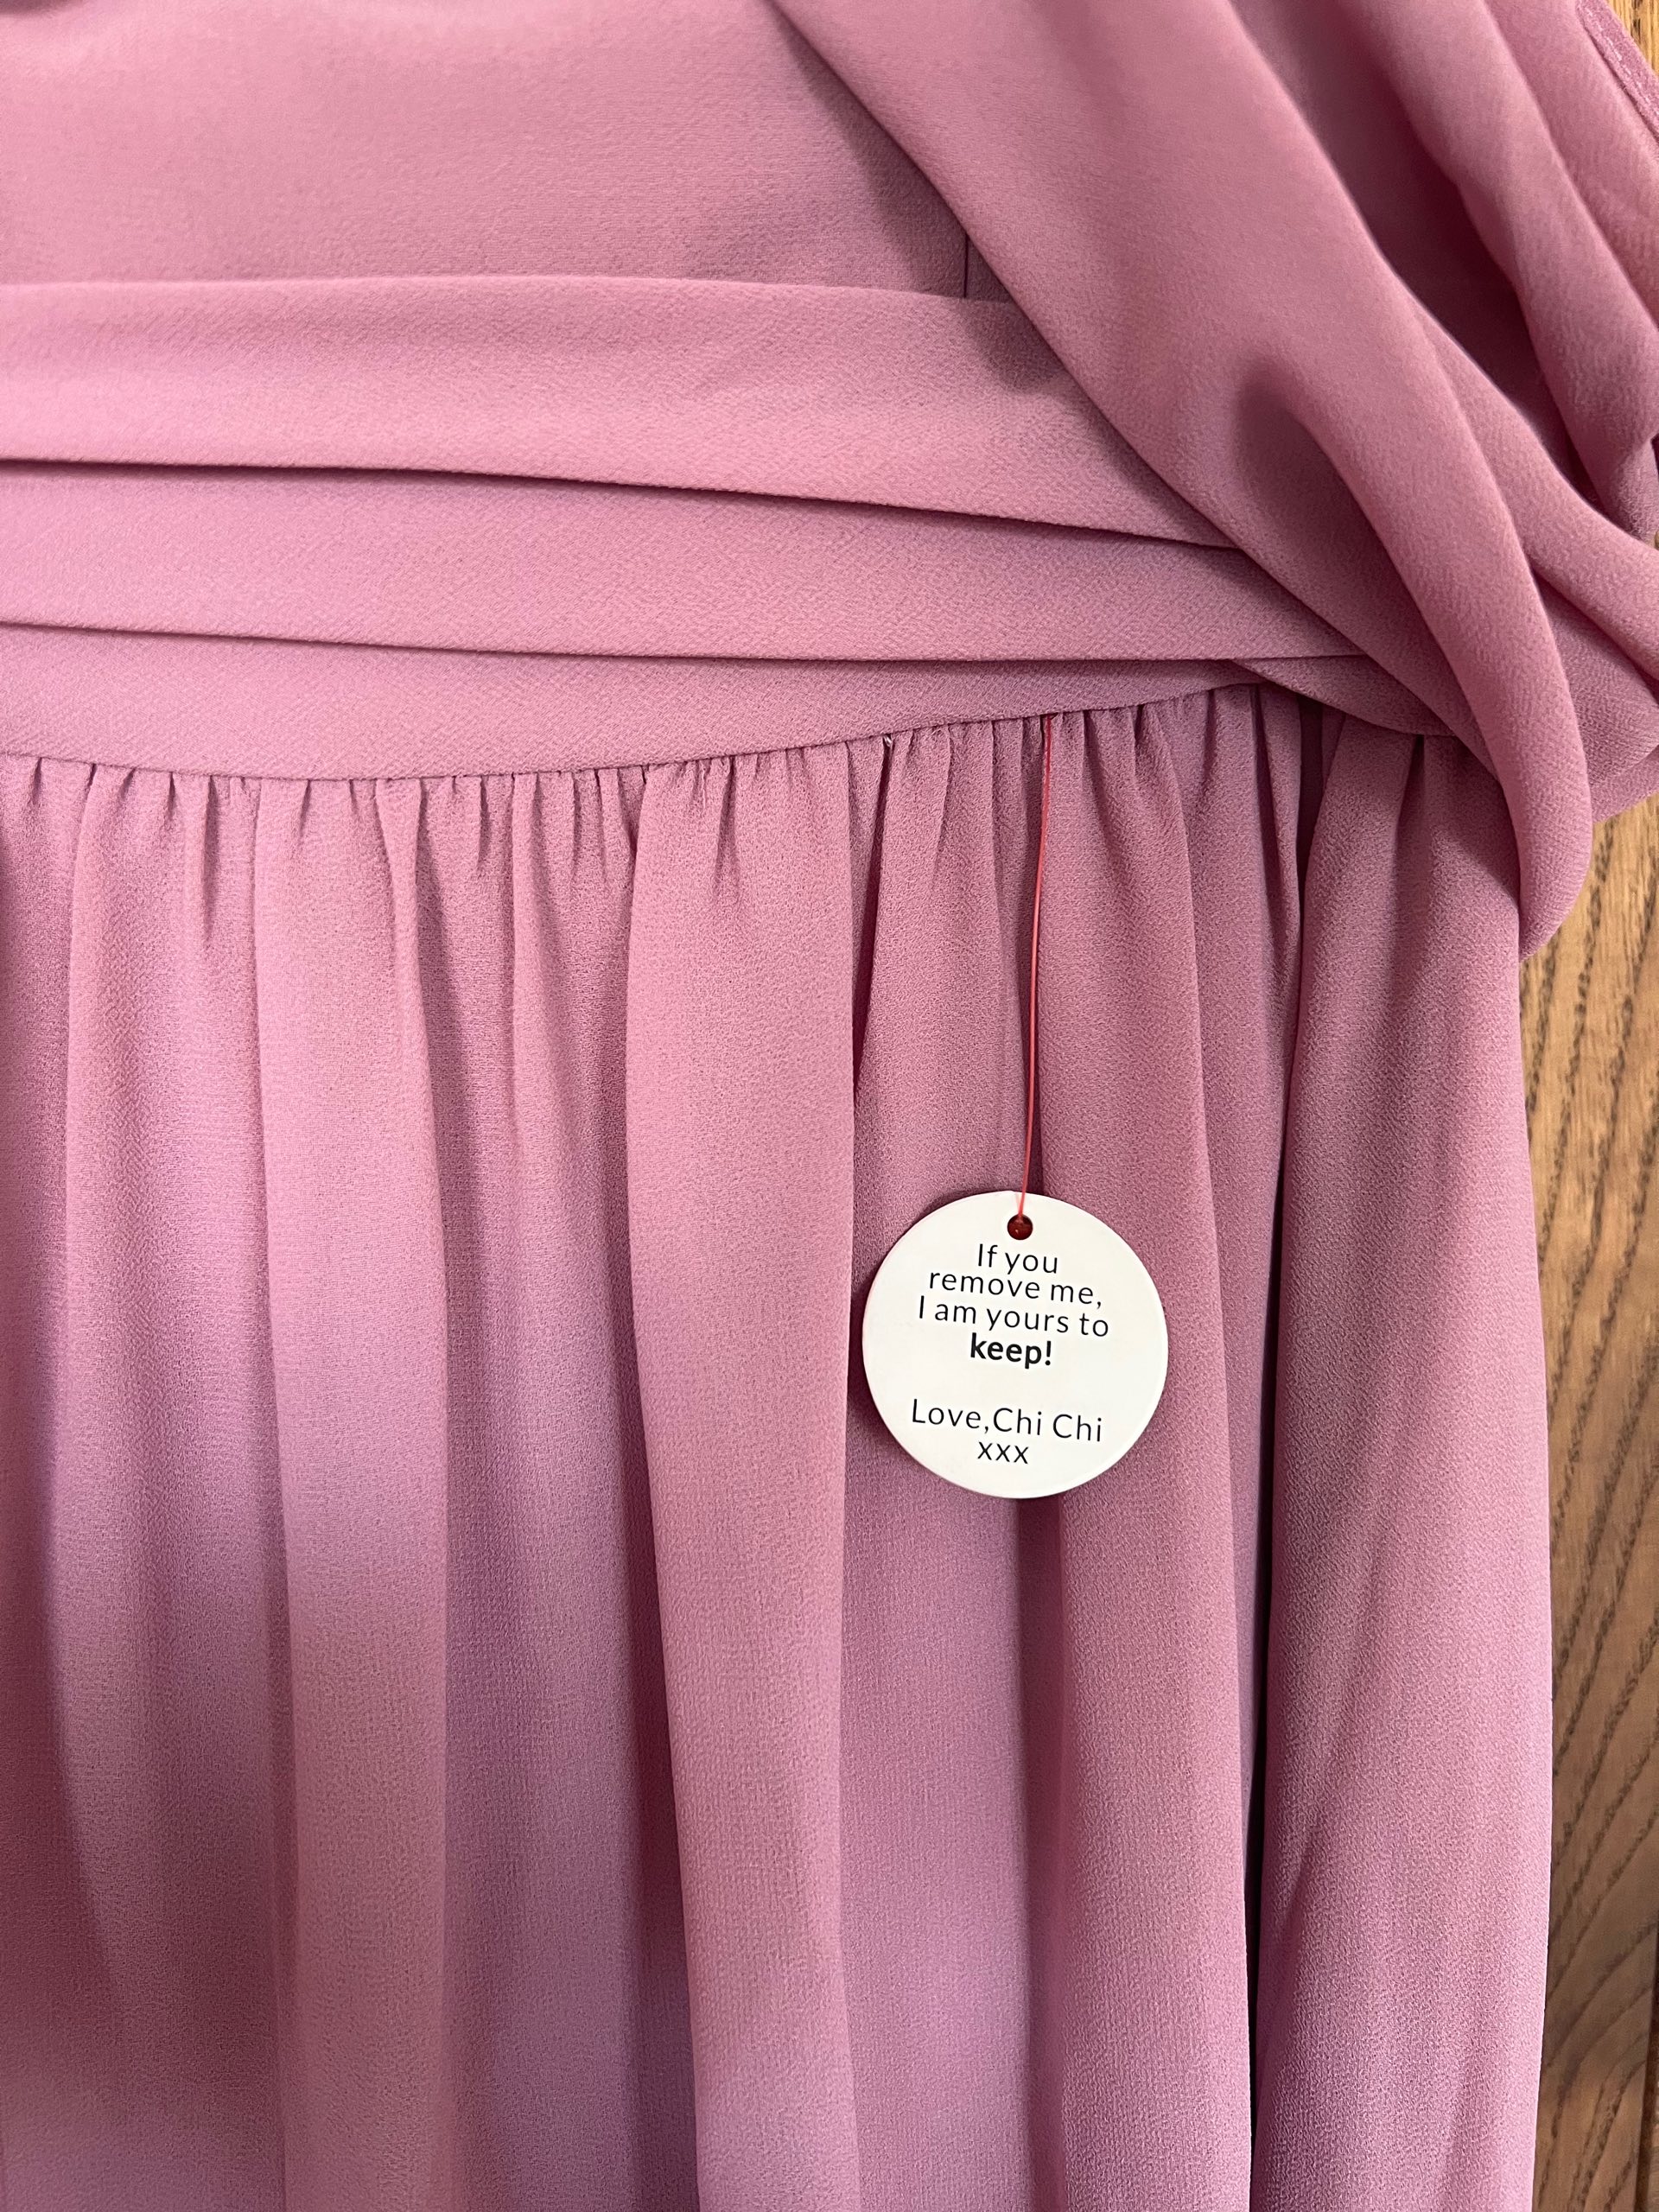 If you
remove me,
I am yours to
keep!
Love,Chi Chi
xxx